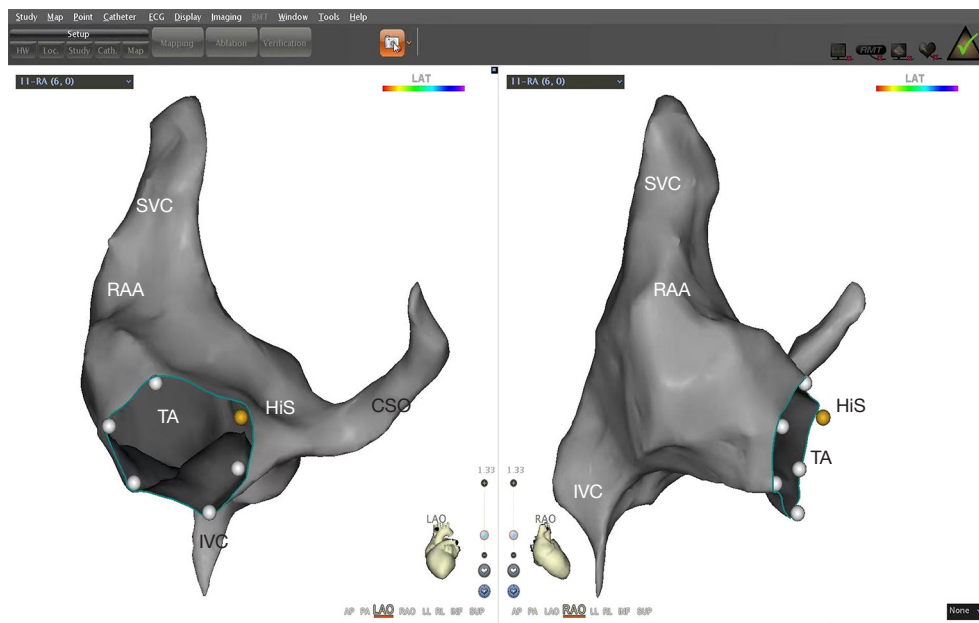 Study Map Point Catheter ECG Display Imaging RMT Window Tools Help
Setup
HW Loc. Study Cath. Map Mapping Ablation Verification
RMT
11-RA (6, 0)
LAT
SVC
RAA
TA
HiS
CSO
IVC
1.33
LAO
AP PA LAO RAO LL RL INF SUP
11-RA (6, 0)
LAT
SVC
RAA
HiS
TA
IVC
1.33
RAO
AP PA LAO RAO LL RL INF SUP
None